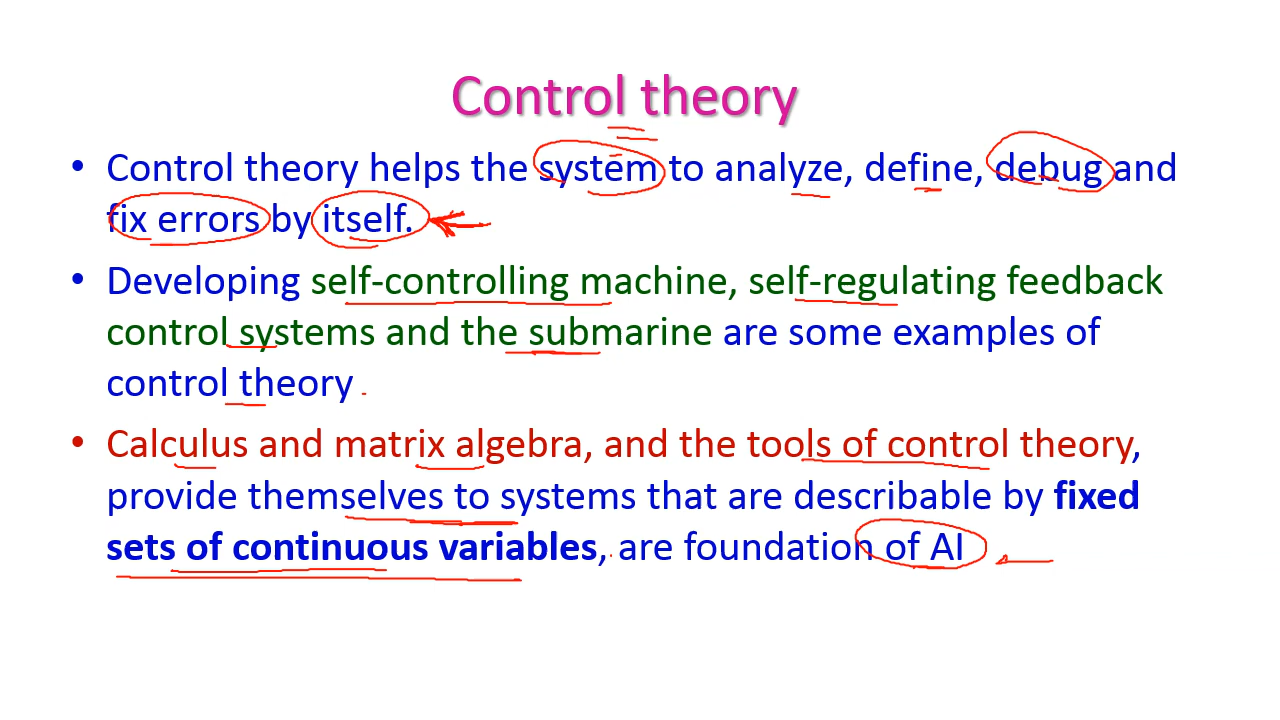 Control theory
• Control theory helps the system to analyze, define, debug and
fix errors by itself.
• Developing self-controlling machine, self-regulating feedback
control systems and the submarine are some examples of
control theory
• Calculus and matrix algebra, and the tools of control theory,
provide themselves to systems that are describable by fixed
sets of continuous variables, are foundation of AI